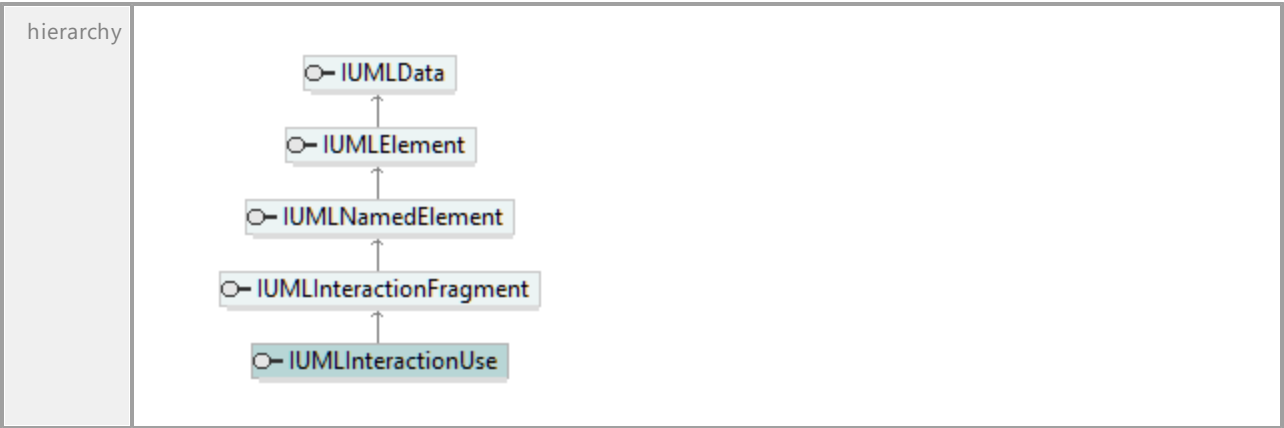 hierarchy
IUMLData
IUMLElement
IUMLNamedElement
IUMLInteractionFragment
IUMLInteractionUse